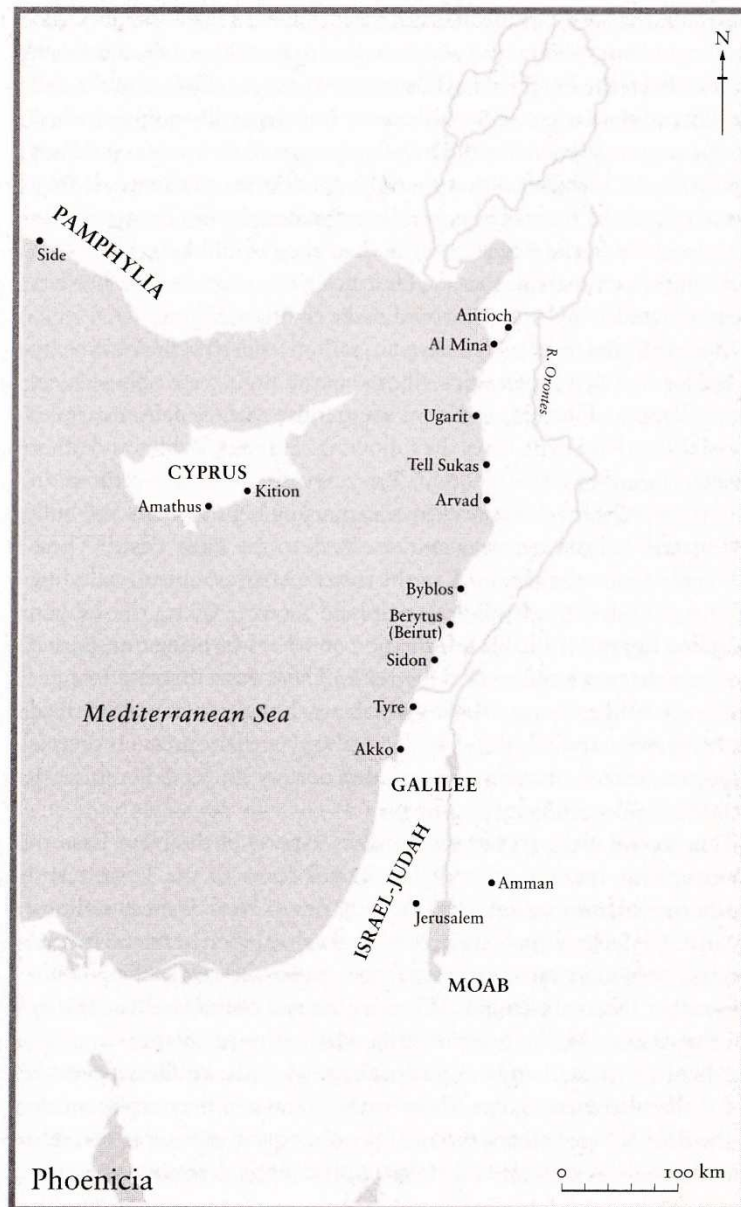 N
PAMPHYLIA
Side
Antioch
Al Mina
R. Orontes
Ugarit
CYPRUS
Tell Sukas
Kition
Amathus
Arvad
Byblos
Berytus
(Beirut)
Sidon
Mediterranean Sea
Tyre
Akko
GALILEE
ISRAEL-JUDAH
Amman
Jerusalem
MOAB
Phoenicia
0 100 km